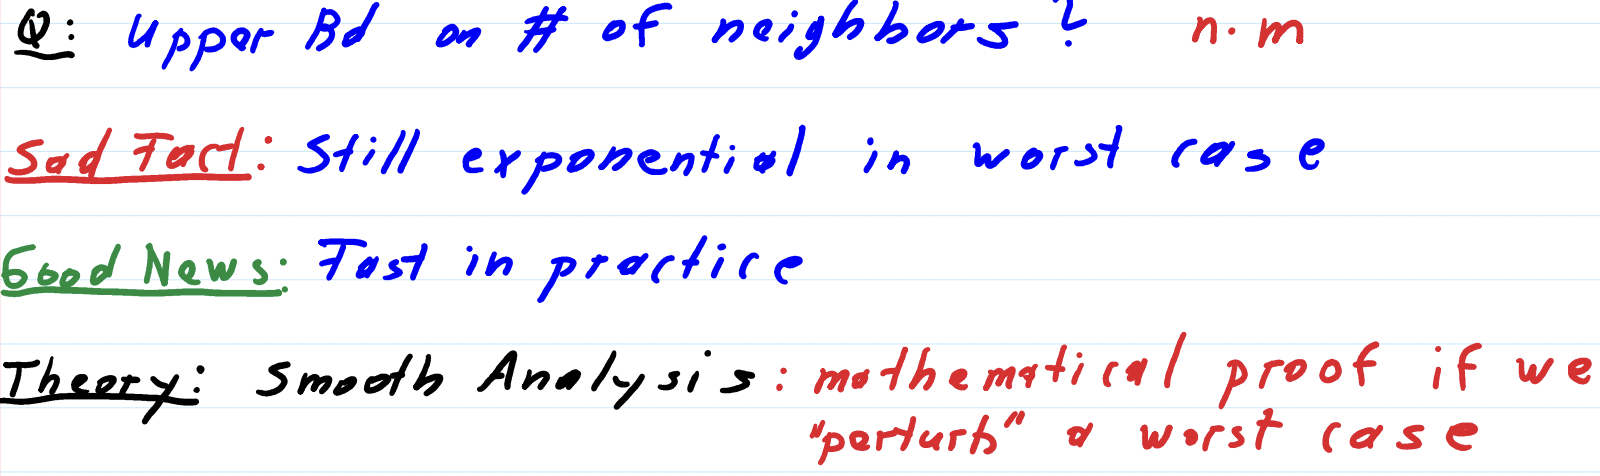 Q: Upper Bd on # of neighbors? n·m
Sad Fact: Still exponential in worst case
Good News: Fast in practice
Theory: Smooth Analysis: mathematical proof if we
"perturb" a worst case